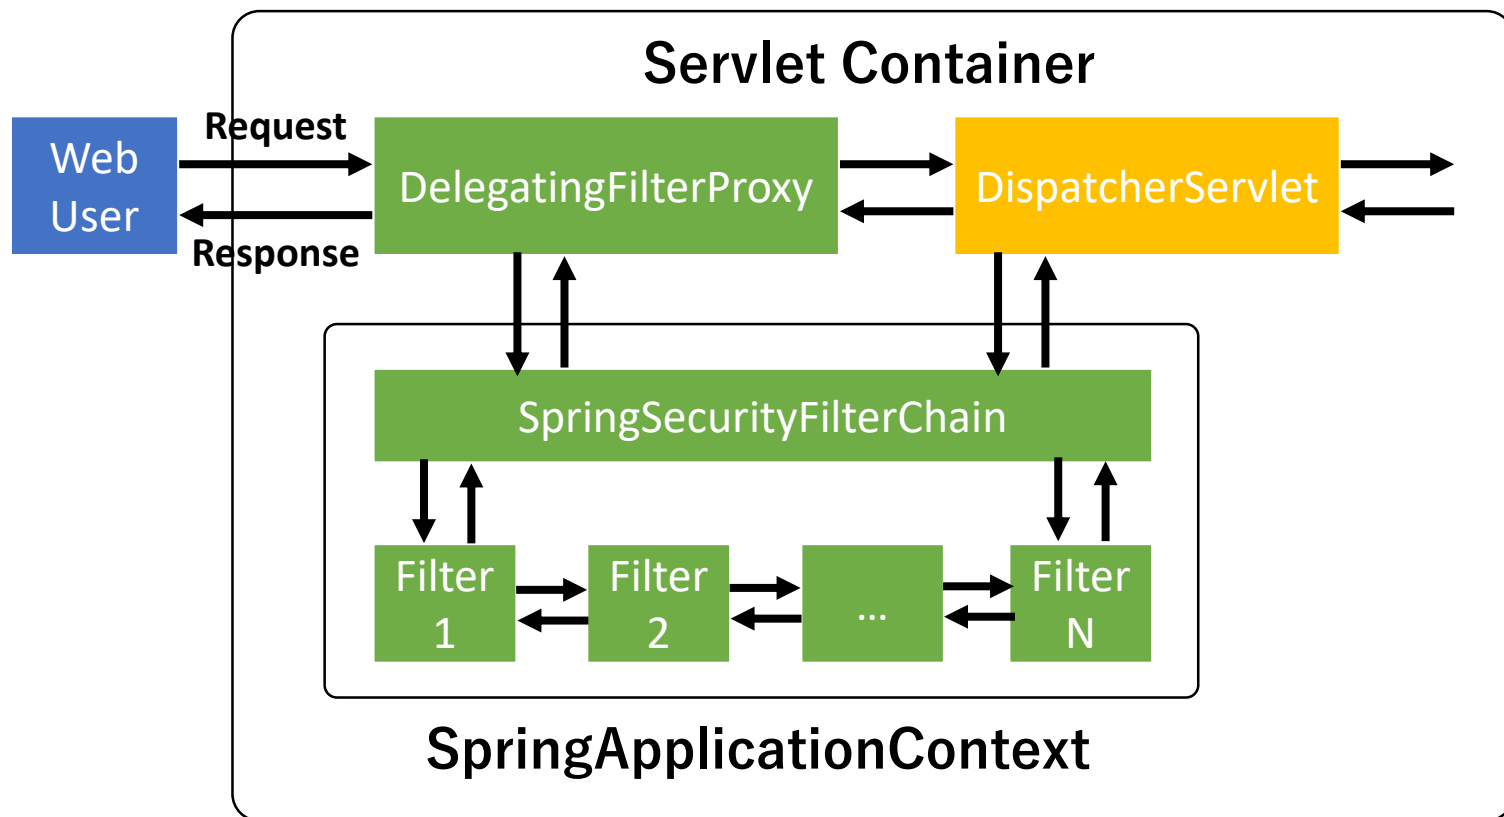 Servlet Container
Web
User
Request
Response
DelegatingFilterProxy
DispatcherServlet
SpringSecurityFilterChain
Filter
1
Filter
2
...
Filter
N
SpringApplicationContext